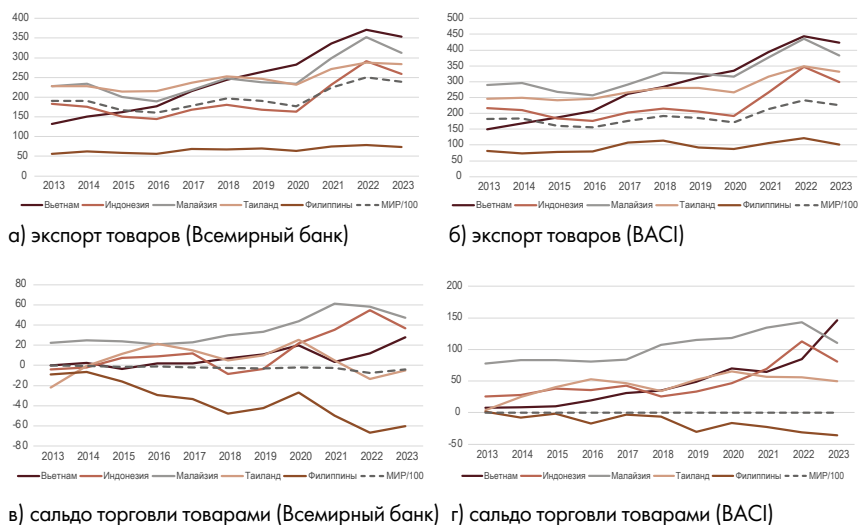 400
350
300
250
200
150
100
50
0
2013 2014 2015 2016 2017 2018 2019 2020 2021 2022 2023
Вьетнам Индонезия Малайзия Таиланд Филиппины МИР/100
а) экспорт товаров (Всемирный банк)
500
450
400
350
300
250
200
150
100
50
0
2013 2014 2015 2016 2017 2018 2019 2020 2021 2022 2023
Вьетнам Индонезия Малайзия Таиланд Филиппины МИР/100
б) экспорт товаров (BACI)
80
60
40
20
0
-20
-40
-60
-80
2013 2014 2015 2016 2017 2018 2019 2020 2021 2022 2023
Вьетнам Индонезия Малайзия Таиланд Филиппины МИР/100
в) сальдо торговли товарами (Всемирный банк)
200
150
100
50
0
-50
2013 2014 2015 2016 2017 2018 2019 2020 2021 2022 2023
Вьетнам Индонезия Малайзия Таиланд Филиппины МИР/100
г) сальдо торговли товарами (BACI)